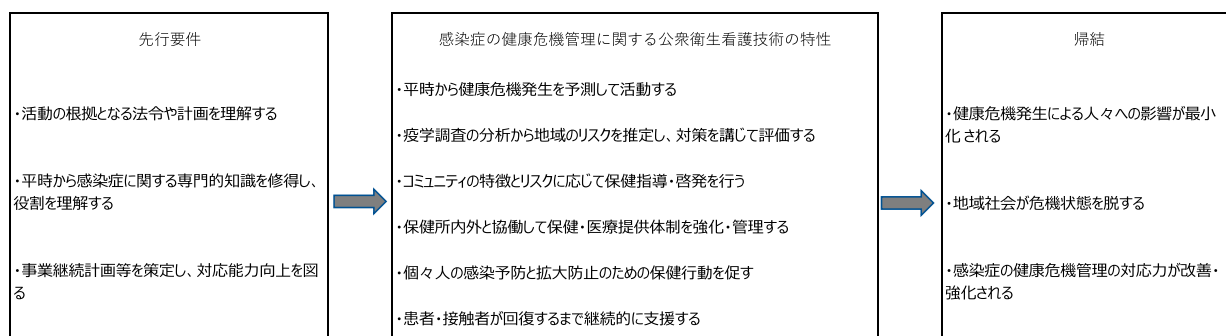 先行要件
・活動の根拠となる法令や計画を理解する
・平時から感染症に関する専門的知識を修得し、
役割を理解する
・事業継続計画等を策定し、対応能力向上を図
る
感染症の健康危機管理に関する公衆衛生看護技術の特性
・平時から健康危機発生を予測して活動する
・疫学調査の分析から地域のリスクを推定し、対策を講じて評価する
・コミュニティの特徴とリスクに応じて保健指導・啓発を行う
・保健所内外と協働して保健・医療提供体制を強化・管理する
・個々人の感染予防と拡大防止のための保健行動を促す
・患者・接触者が回復するまで継続的に支援する
帰結
・健康危機発生による人々への影響が最小
化される
・地域社会が危機状態を脱する
・感染症の健康危機管理の対応力が改善・
強化される